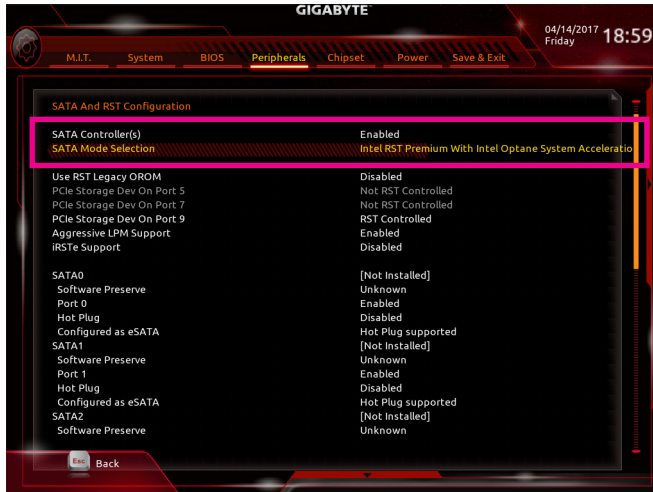 GIGABYTE™
04/14/2017 Friday 18:59
M.I.T. System BIOS Peripherals Chipset Power Save & Exit
SATA And RST Configuration
SATA Controller(s) Enabled
SATA Mode Selection Intel RST Premium With Intel Optane System Acceleratio
Use RST Legacy OROM Disabled
PCIe Storage Dev On Port 5 Not RST Controlled
PCIe Storage Dev On Port 7 Not RST Controlled
PCIe Storage Dev On Port 9 RST Controlled
Aggressive LPM Support Enabled
iRSTe Support Disabled
SATA0 [Not Installed]
Software Preserve Unknown
Port 0 Enabled
Hot Plug Disabled
Configured as eSATA Hot Plug supported
SATA1 [Not Installed]
Software Preserve Unknown
Port 1 Enabled
Hot Plug Disabled
Configured as eSATA Hot Plug supported
SATA2 [Not Installed]
Software Preserve Unknown
Esc Back